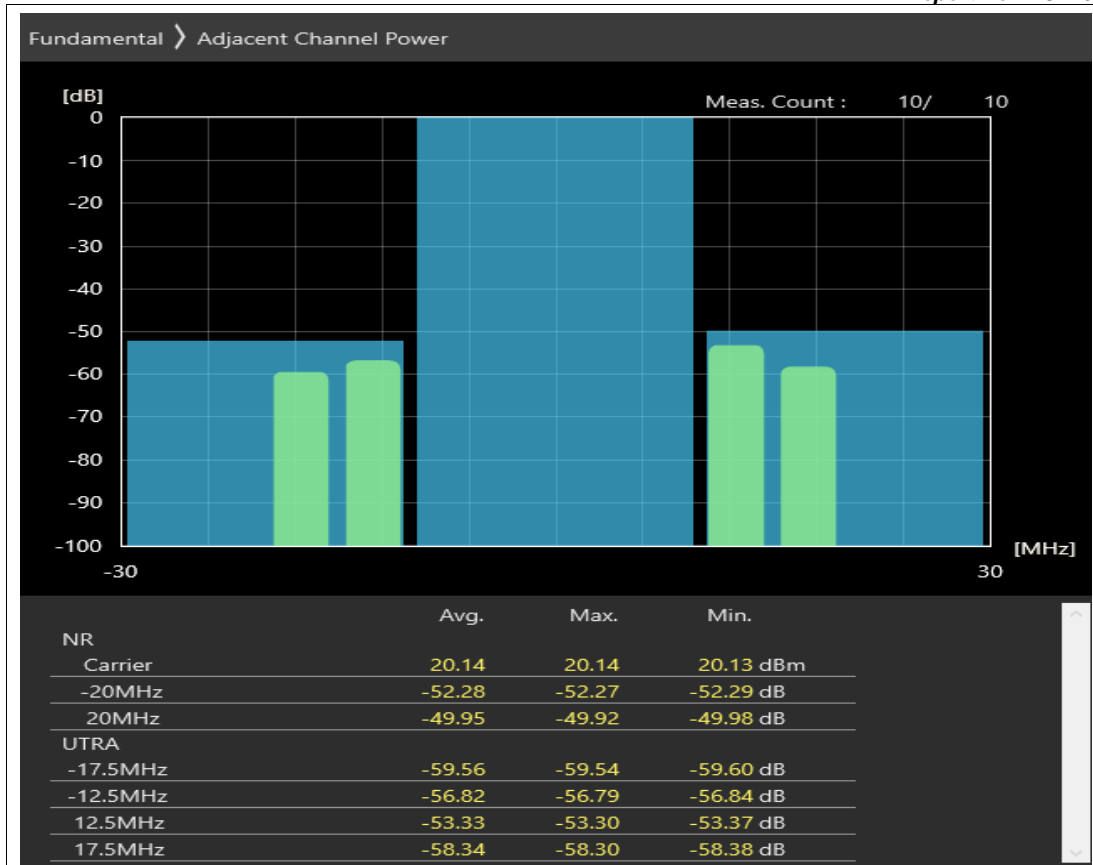 Fundamental ⟩ Adjacent Channel Power
[dB]
Meas. Count : 10/ 10
0
-10
-20
-30
-40
-50
-60
-70
-80
-90
-100
[MHz]
-30 30
Avg. Max. Min.
NR
Carrier 20.14 20.14 20.13 dBm
-20MHz -52.28 -52.27 -52.29 dB
20MHz -49.95 -49.92 -49.98 dB
UTRA
-17.5MHz -59.56 -59.54 -59.60 dB
-12.5MHz -56.82 -56.79 -56.84 dB
12.5MHz -53.33 -53.30 -53.37 dB
17.5MHz -58.34 -58.30 -58.38 dB